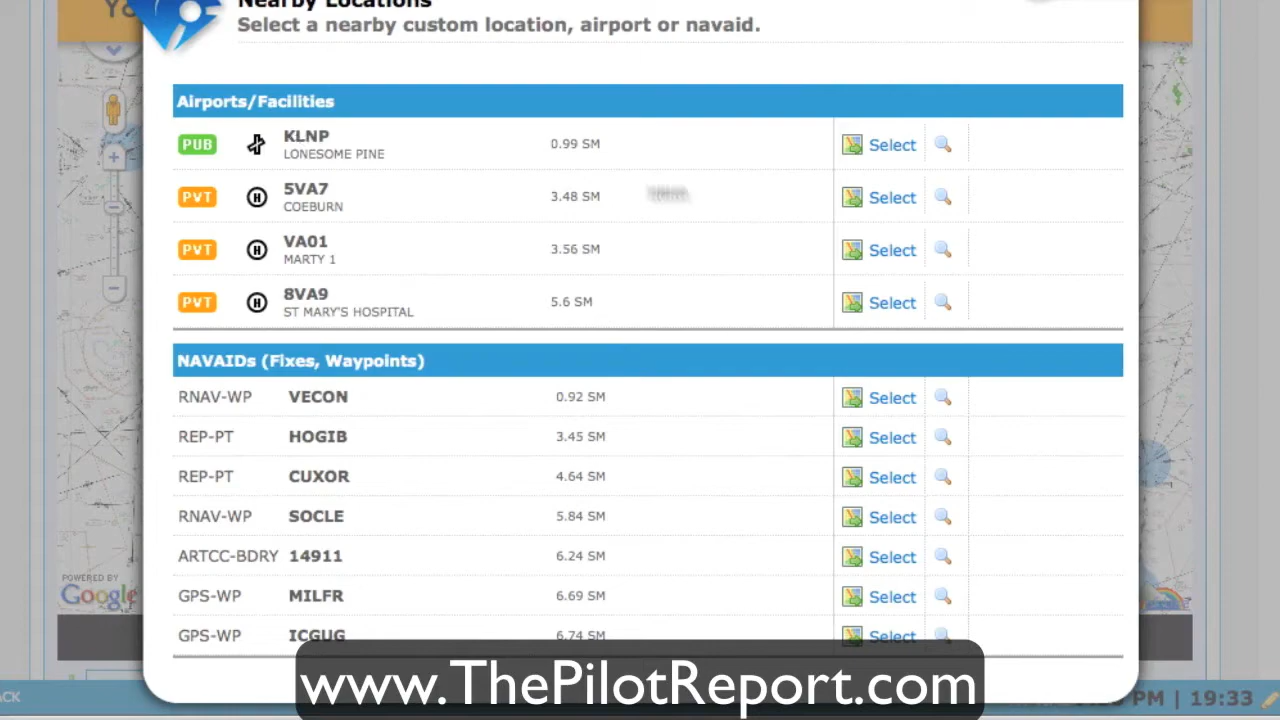 Yo
Nearby Locations
Select a nearby custom location, airport or navaid.
Airports/Facilities
PUB KLNP 0.99 SM Select
LONESOME PINE
PVT H 5VA7 3.48 SM Select
COEBURN
PVT H VA01 3.56 SM Select
MARTY 1
PVT H 8VA9 5.6 SM Select
ST MARY'S HOSPITAL
NAVAIDs (Fixes, Waypoints)
RNAV-WP VECON 0.92 SM Select
REP-PT HOGIB 3.45 SM Select
REP-PT CUXOR 4.64 SM Select
RNAV-WP SOCLE 5.84 SM Select
ARTCC-BDRY 14911 6.24 SM Select
GPS-WP MILFR 6.69 SM Select
GPS-WP ICGUG 6.74 SM Select
POWERED BY
Google
www.ThePilotReport.com
ACK
PM | 19:33